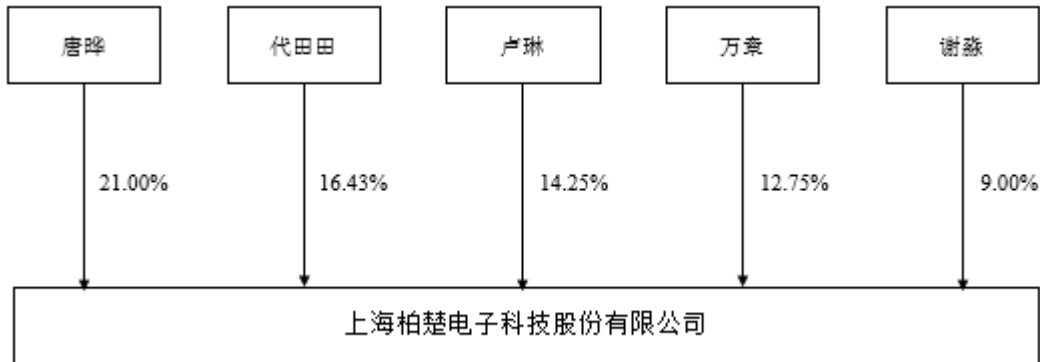 唐晔
代田田
卢琳
万章
谢淼
21.00%
16.43%
14.25%
12.75%
9.00%
上海柏楚电子科技股份有限公司